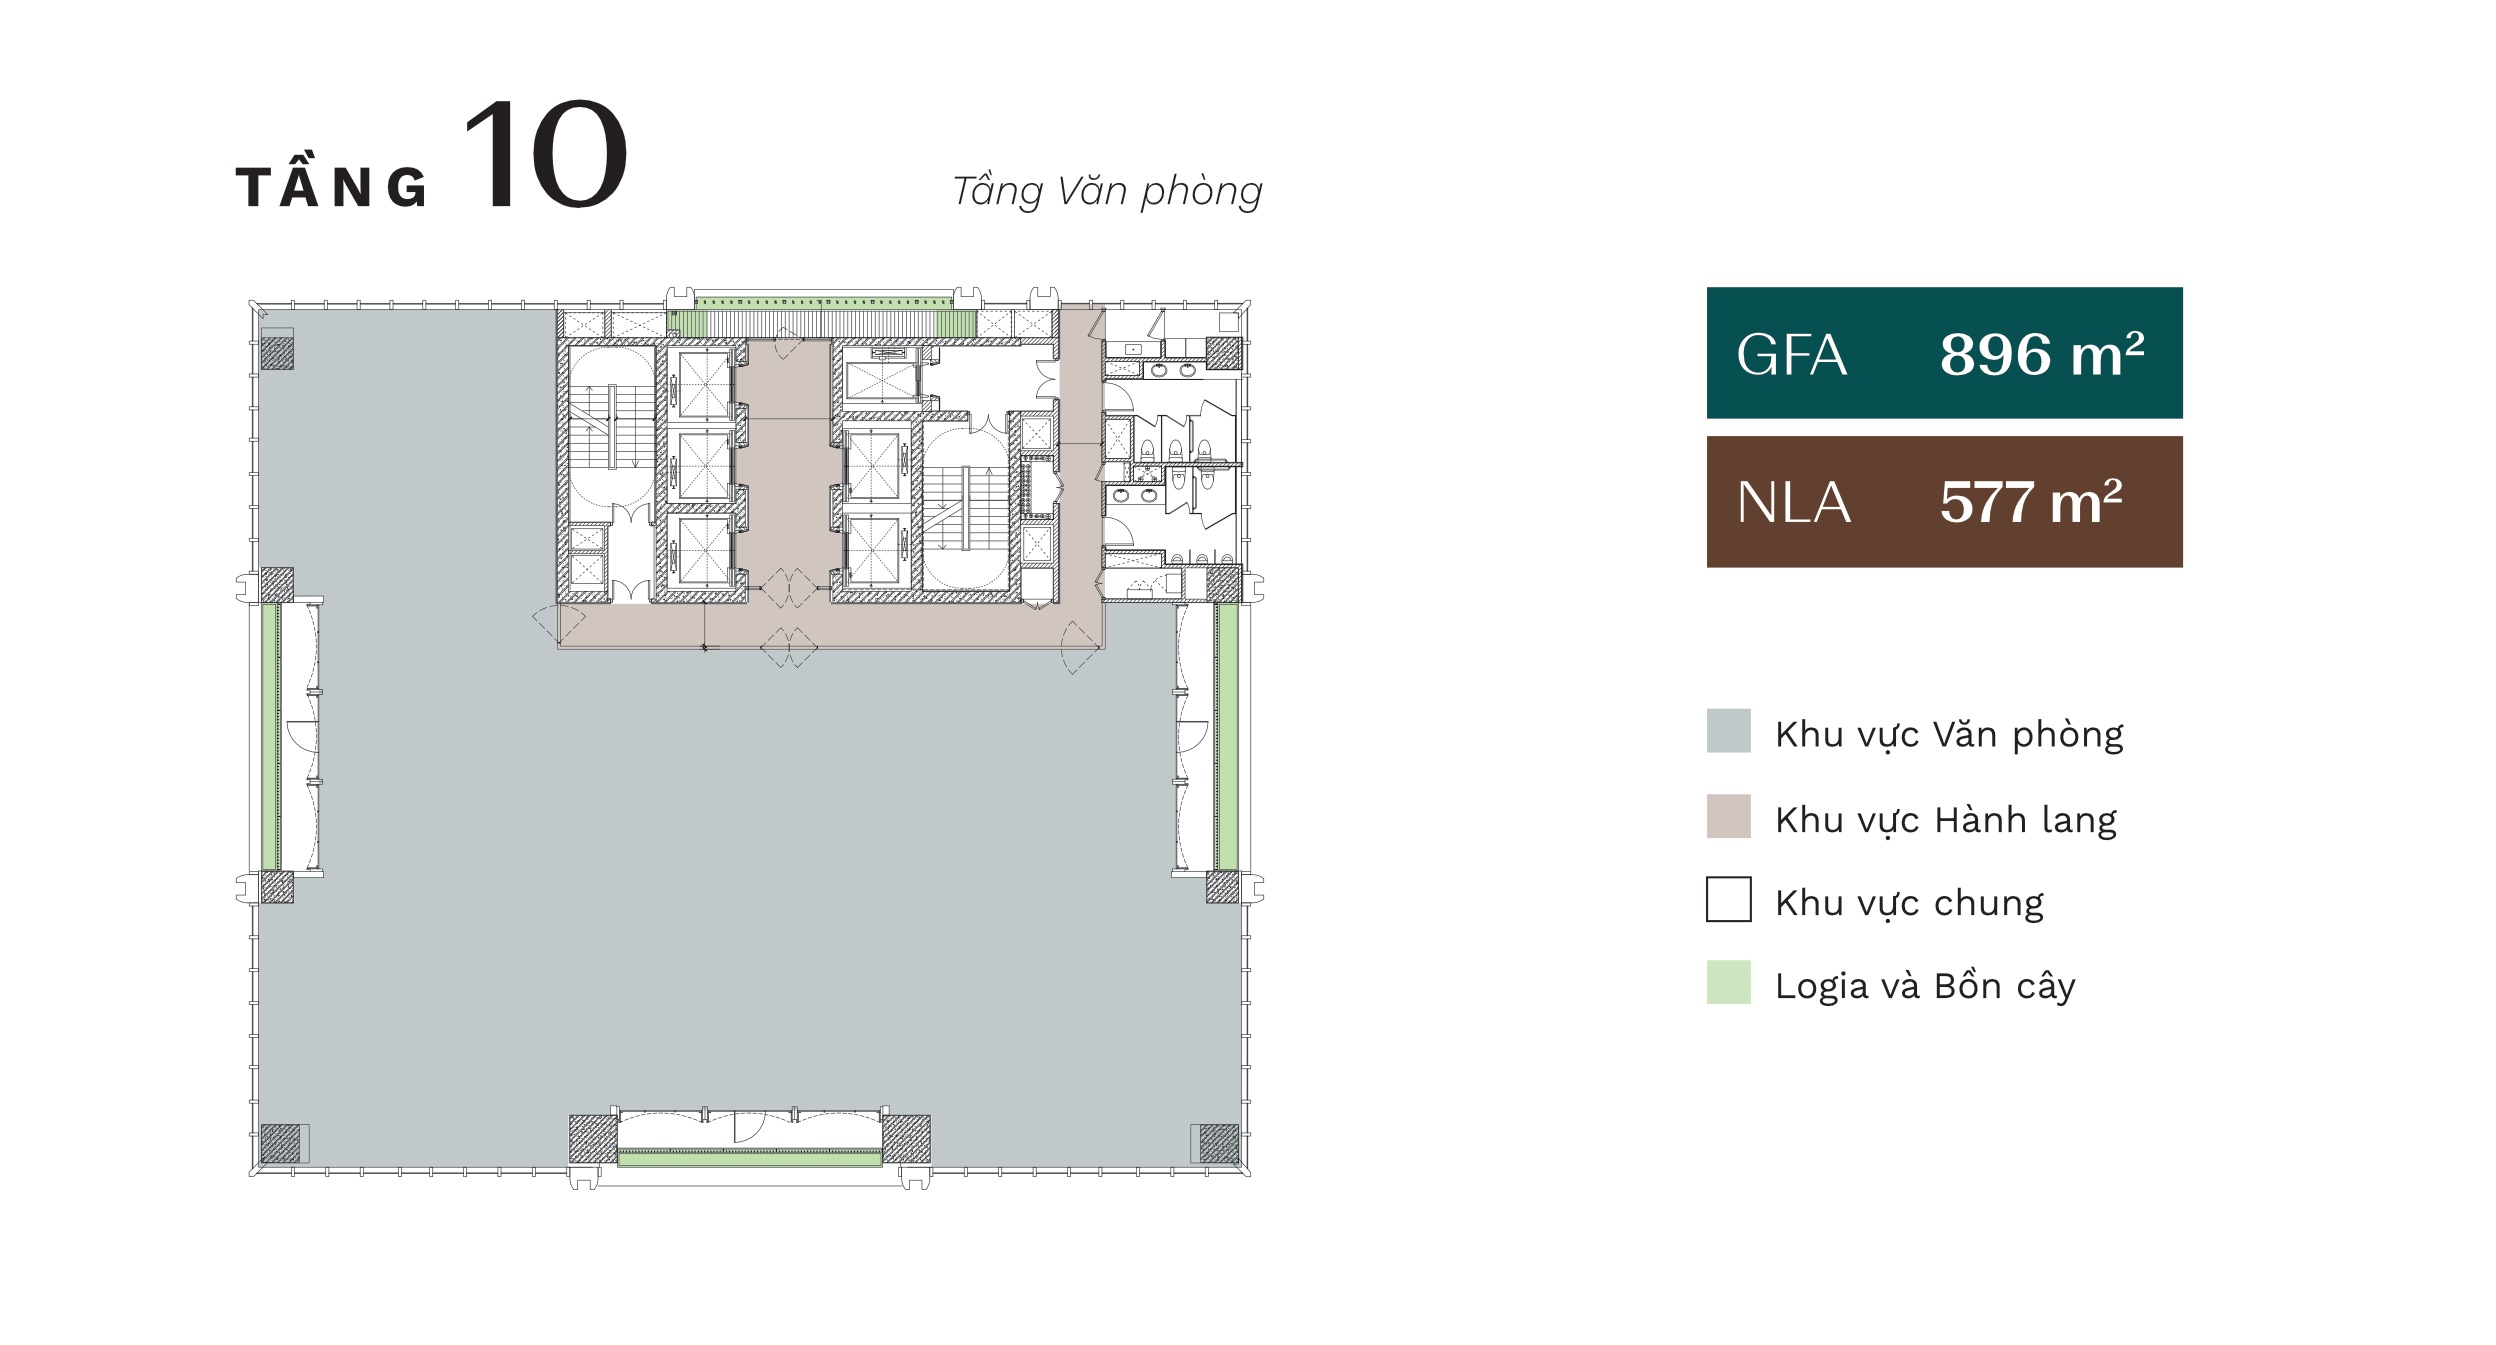 TẦNG 10
Tầng Văn phòng
GFA 896 m²
NLA 577 m²
Khu vực Văn phòng
Khu vực Hành lang
Khu vực chung
Logia và Bồn cây